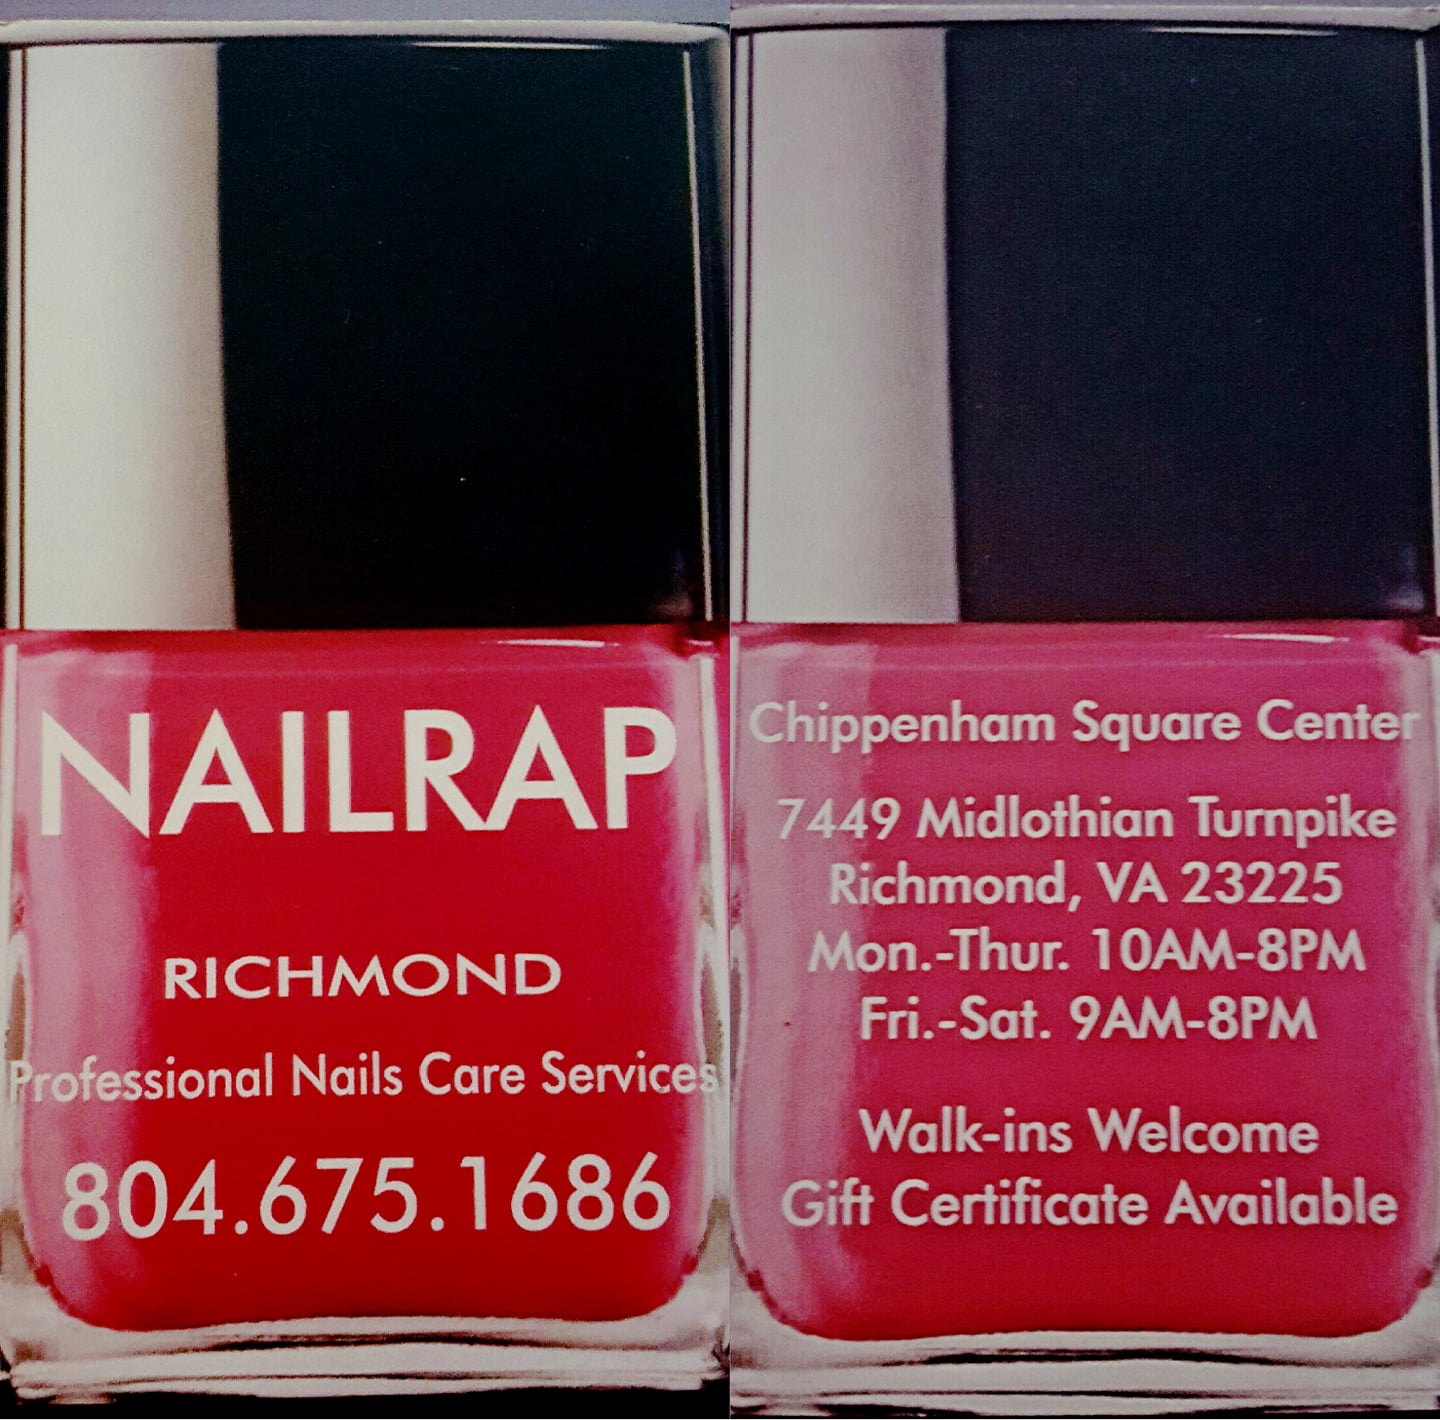 NAILRAP
RICHMOND
Professional Nails Care Services
804.675.1686
Chippenham Square Center
7449 Midlothian Turnpike
Richmond, VA 23225
Mon.-Thur. 10AM-8PM
Fri.-Sat. 9AM-8PM
Walk-ins Welcome
Gift Certificate Available